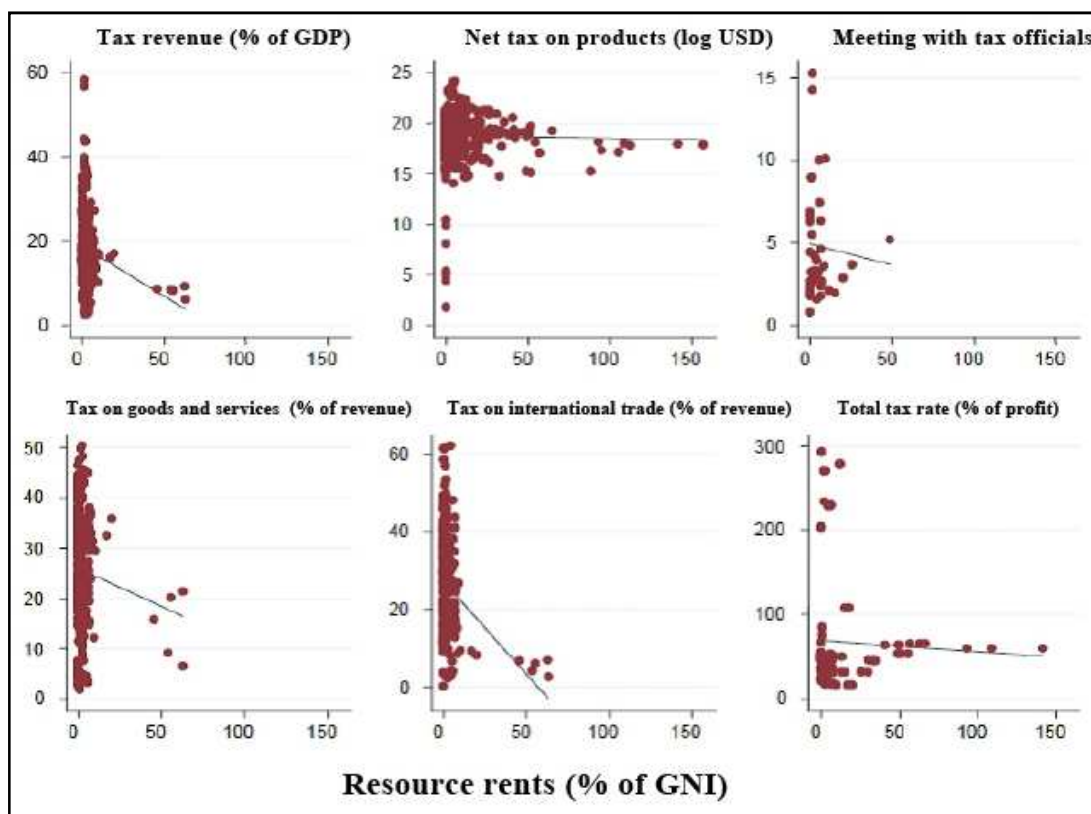 Tax revenue (% of GDP)
Net tax on products (log USD)
Meeting with tax officials
60
40
20
0
0 50 100 150
25
20
15
10
5
0
0 50 100 150
15
10
5
0
0 50 100 150
Tax on goods and services (% of revenue)
Tax on international trade (% of revenue)
Total tax rate (% of profit)
50
40
30
20
10
0
0 50 100 150
60
40
20
0
0 50 100 150
300
200
100
0
0 50 100 150
Resource rents (% of GNI)